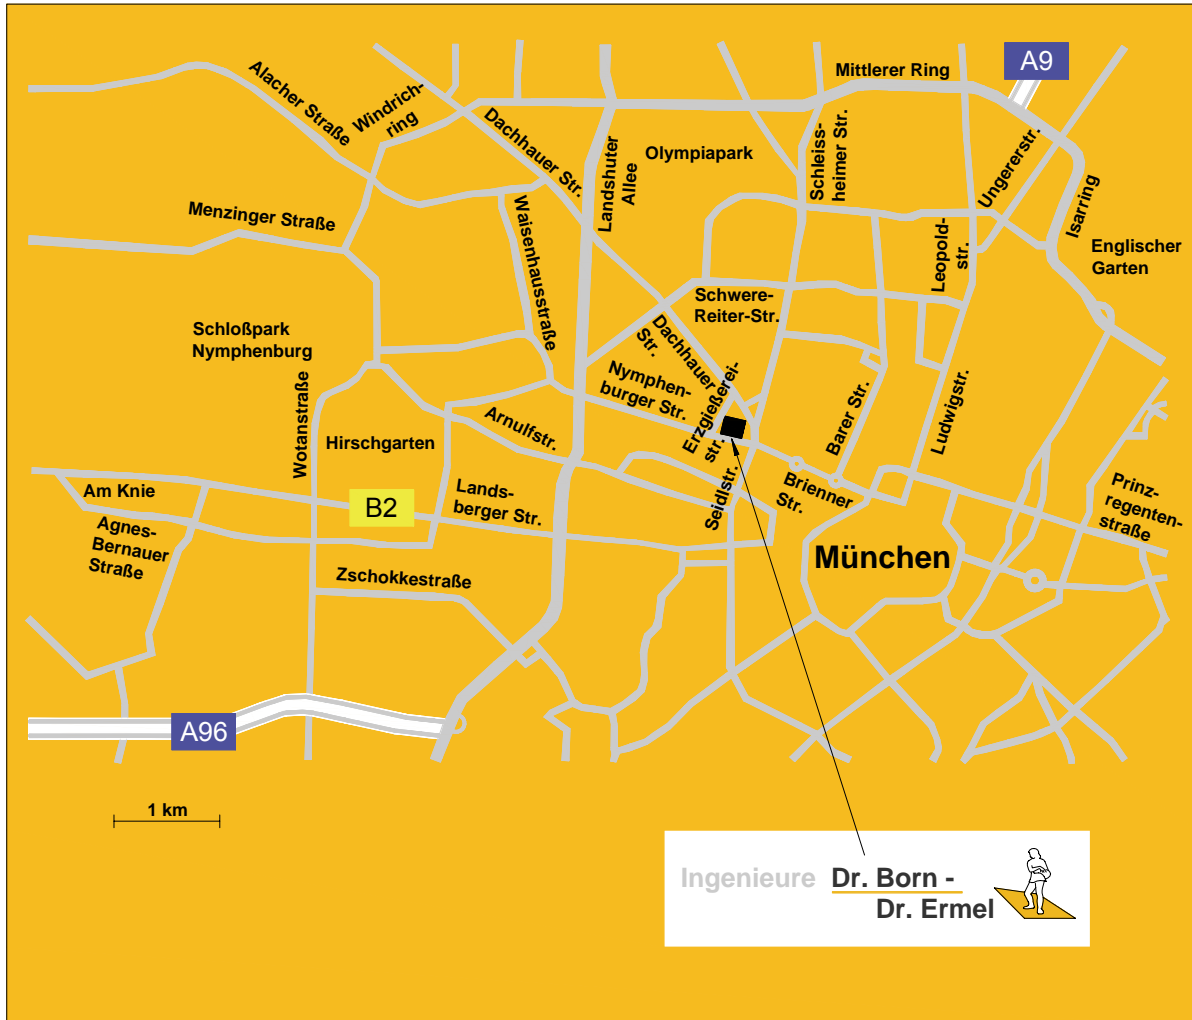 A9
Mittlerer Ring
Alacher Straße
Windrich-
ring
Dachhauer Str.
Landshuter
Allee
Olympiapark
Schleiss-
heimer Str.
Ungererstr.
Isarring
Menzinger Straße
Waisenhausstraße
Leopold-
str.
Englischer
Garten
Schwere-
Reiter-Str.
Schloßpark
Nymphenburg
Dachhauer
Str.
Nymphen-
burger Str.
Erzgießerei-
str.
Wotanstraße
Hirschgarten
Arnulfstr.
Barer Str.
Ludwigstr.
Am Knie
B2
Lands-
berger Str.
Seidlstr.
Brienner
Str.
Prinz-
regenten-
straße
Agnes-
Bernauer
Straße
München
Zschokkestraße
A96
1 km
Ingenieure Dr. Born -
Dr. Ermel